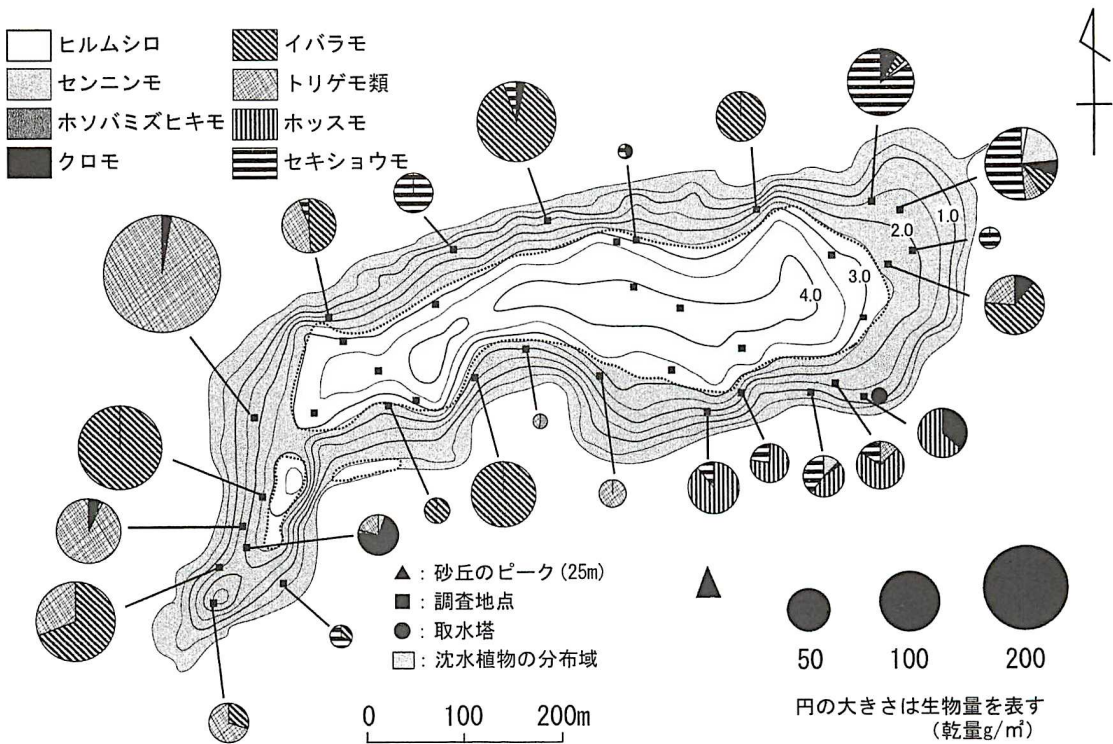 ヒルムシロ
センニンモ
ホソバミズヒキモ
クロモ
イバラモ
トリゲモ類
ホッスモ
セキショウモ
1.0
2.0
3.0
4.0
▲：砂丘のピーク(25m)
■：調査地点
●：取水塔
□：沈水植物の分布域
0 100 200m
50 100 200
円の大きさは生物量を表す
(乾量g/㎡)